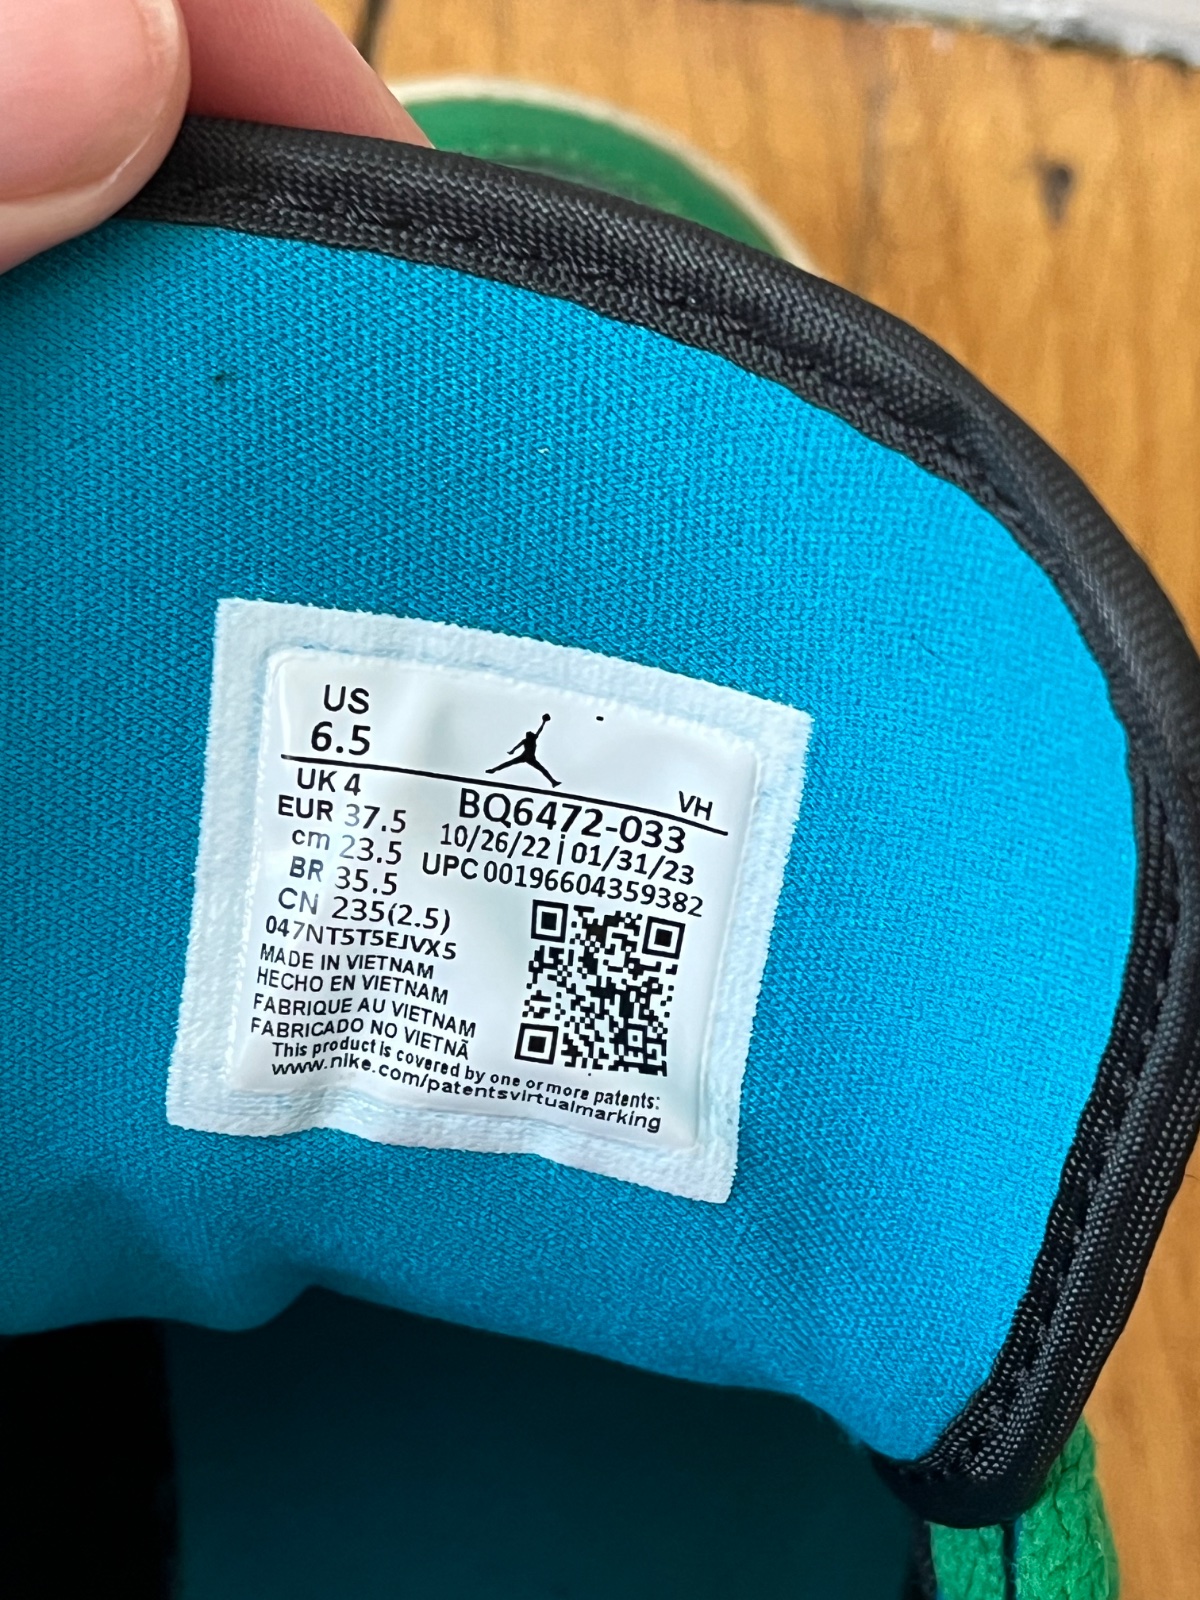 US
6.5
VH
UK 4
BQ6472-033
EUR 37.5
10/26/22 | 01/31/23
cm 23.5
UPC 00196604359382
BR 35.5
CN 235(2.5)
047NT5T5EJVX5
MADE IN VIETNAM
HECHO EN VIETNAM
FABRIQUE AU VIETNAM
FABRICADO NO VIETNÃ
This product is covered by one or more patents:
www.nike.com/patentsvirtualmarking